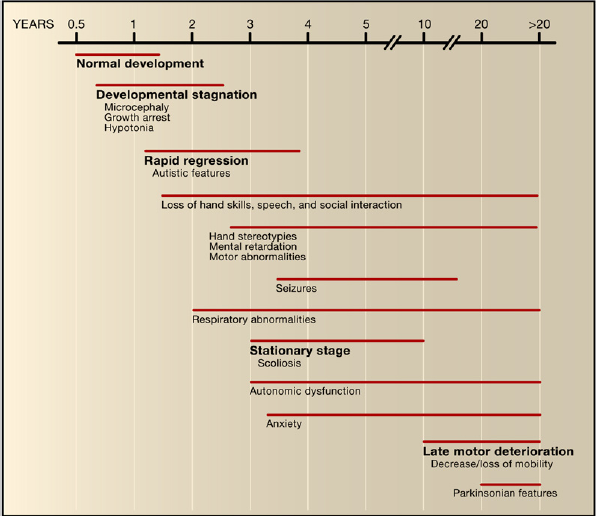 YEARS 0.5 1 2 3 4 5 10 20 >20
Normal development
Developmental stagnation
Microcephaly
Growth arrest
Hypotonia
Rapid regression
Autistic features
Loss of hand skills, speech, and social interaction
Hand stereotypies
Mental retardation
Motor abnormalities
Seizures
Respiratory abnormalities
Stationary stage
Scoliosis
Autonomic dysfunction
Anxiety
Late motor deterioration
Decrease/loss of mobility
Parkinsonian features